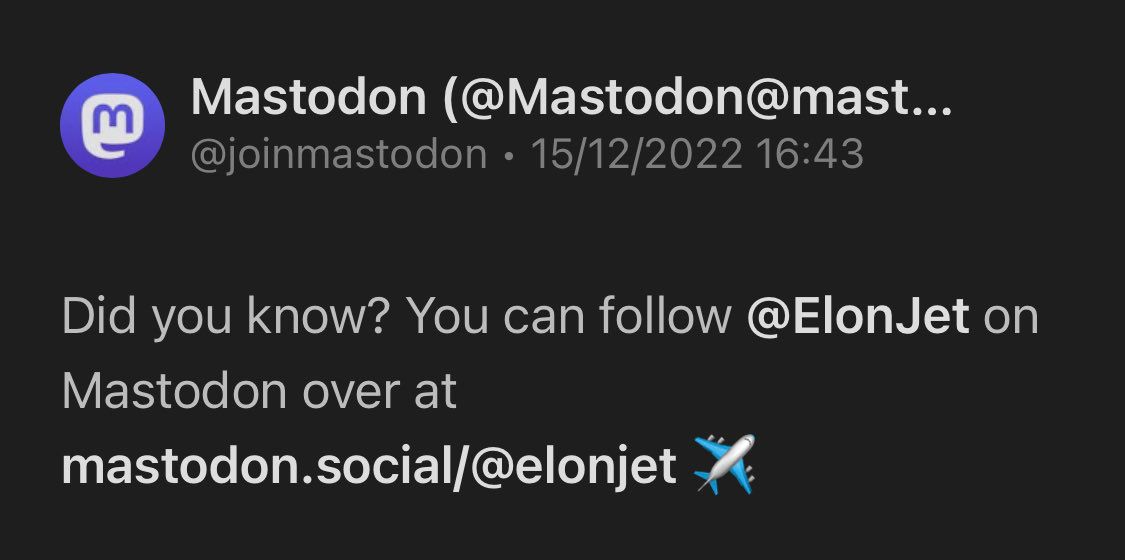 Mastodon (@Mastodon@mast...
@joinmastodon • 15/12/2022 16:43
Did you know? You can follow @ElonJet on
Mastodon over at
mastodon.social/@elonjet ✈️